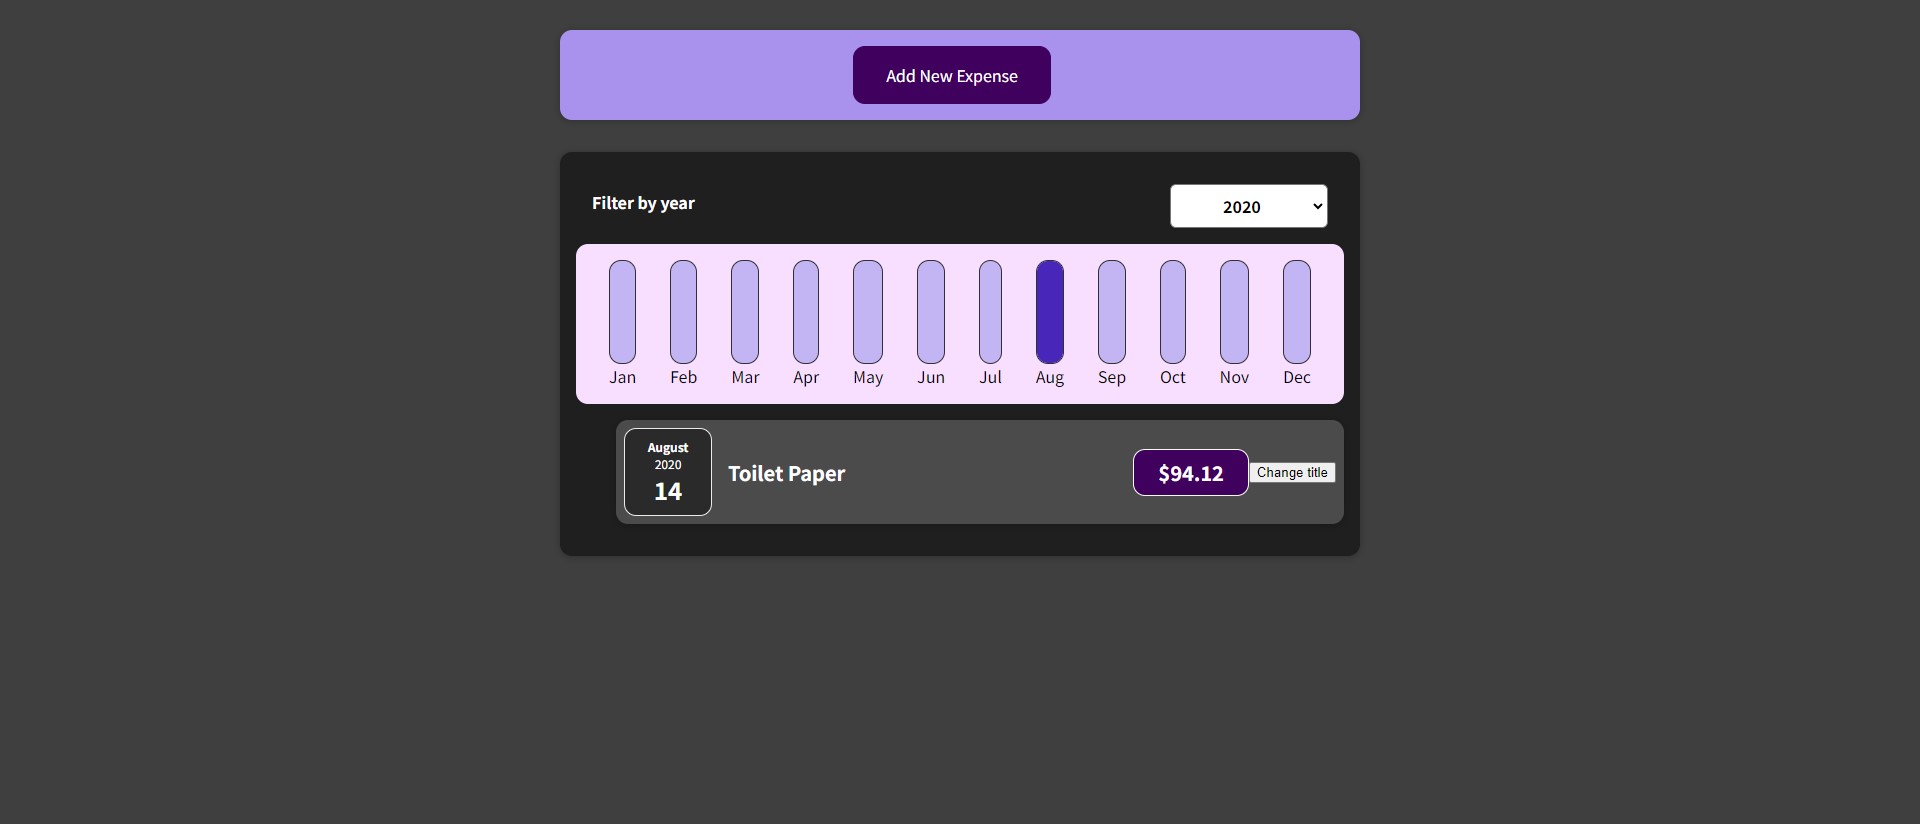 Add New Expense
Filter by year
2020
Jan Feb Mar Apr May Jun Jul Aug Sep Oct Nov Dec
August
2020
14
Toilet Paper
$94.12
Change title